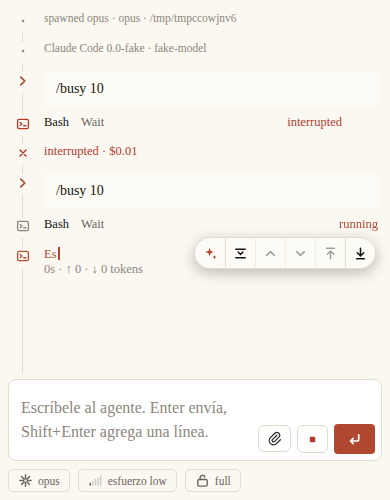 spawned opus · opus · /tmp/tmpccowjnv6
Claude Code 0.0-fake · fake-model
/busy 10
Bash Wait interrupted
interrupted · $0.01
/busy 10
Bash Wait running
Es
0s · ↑ 0 · ↓ 0 tokens
Escríbele al agente. Enter envía,
Shift+Enter agrega una línea.
opus esfuerzo low full